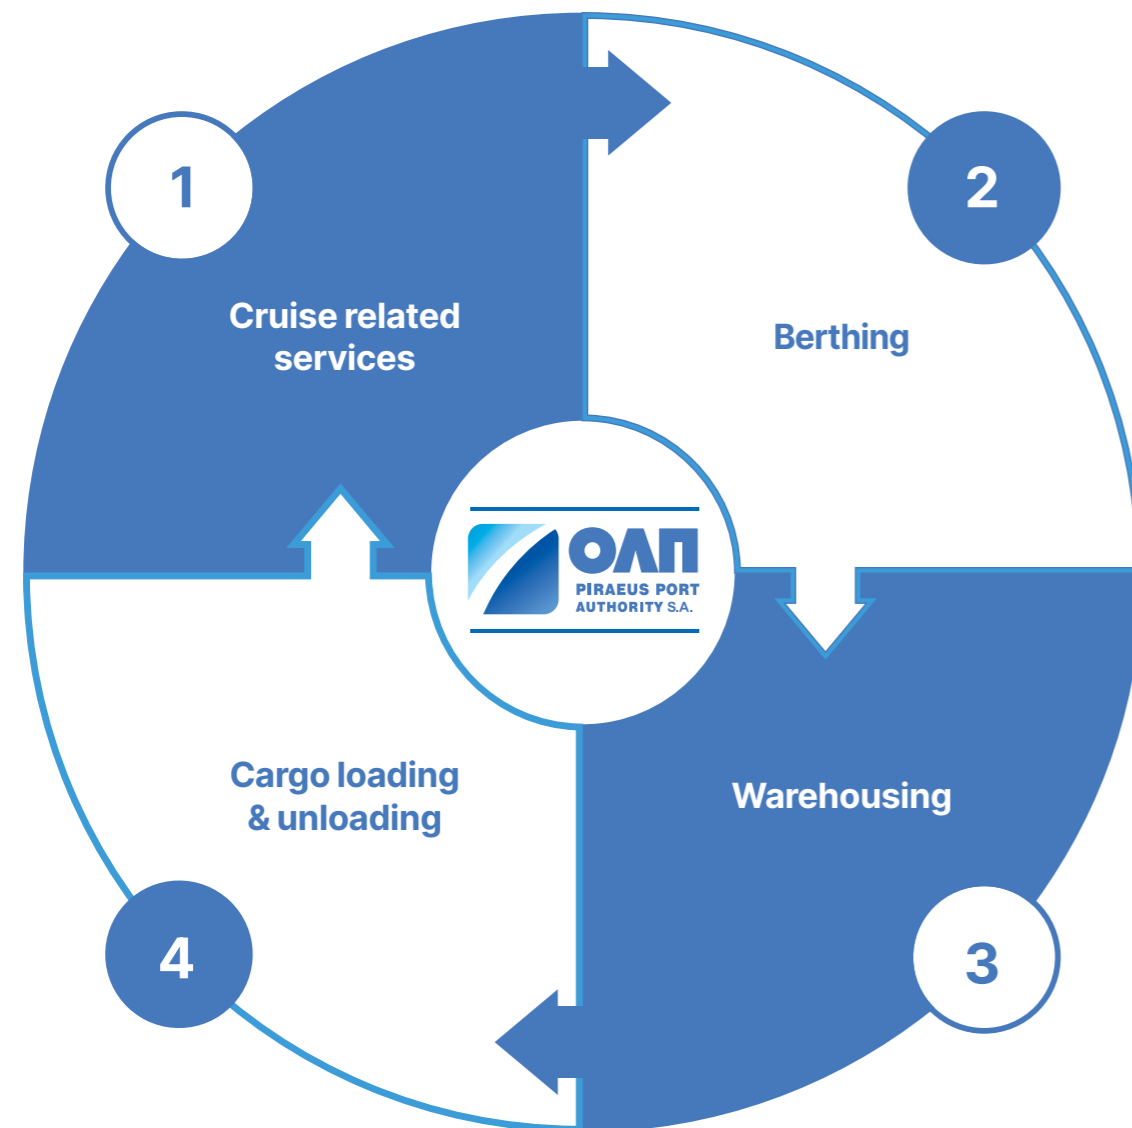 1
Cruise related
services
2
Berthing
ΟΛΠ
PIRAEUS PORT
AUTHORITY S.A.
Cargo loading
& unloading
4
Warehousing
3